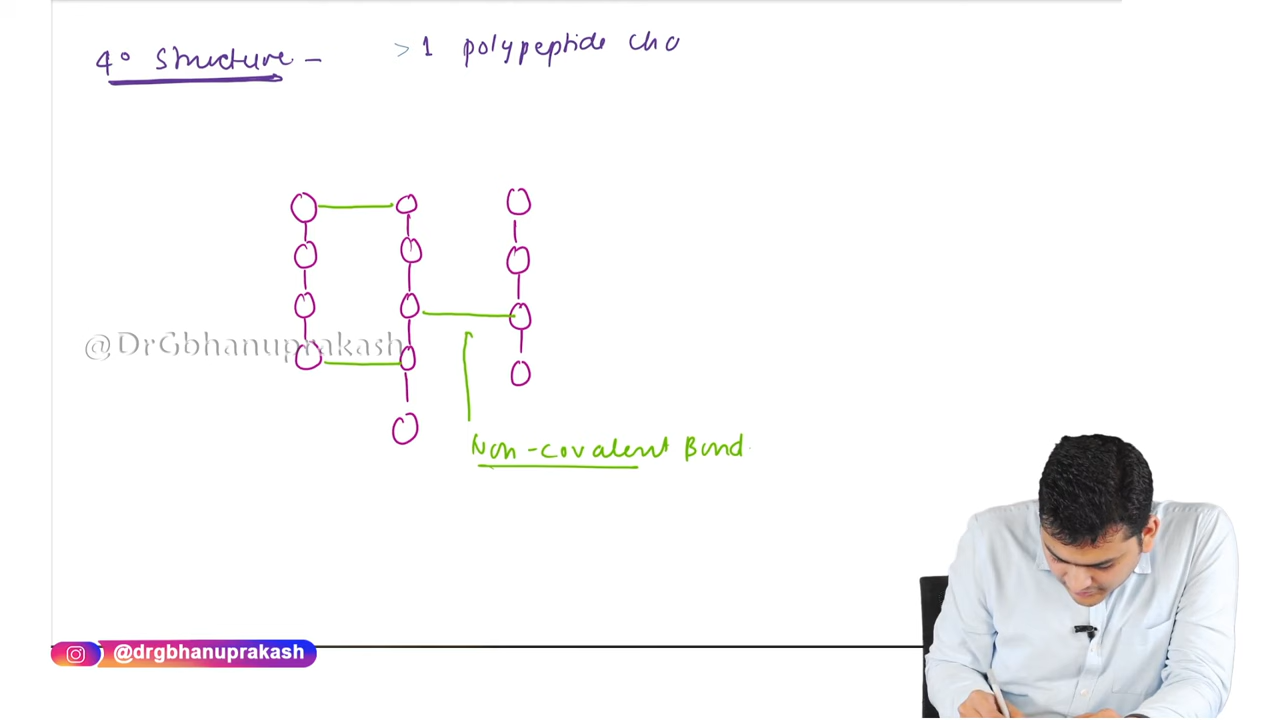 4° Structure - >1 polypeptide cha
@DrGbhanuprakash
Non-covalent Bond
@drgbhanuprakash